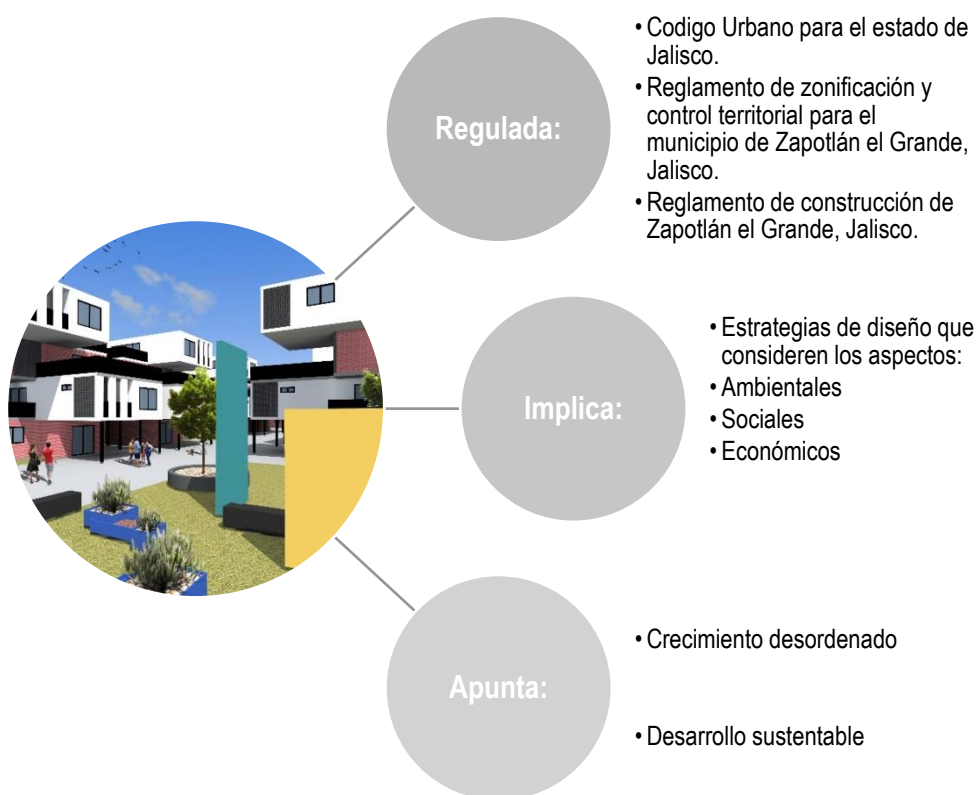 Regulada:
• Codigo Urbano para el estado de
Jalisco.
• Reglamento de zonificación y
control territorial para el
municipio de Zapotlán el Grande,
Jalisco.
• Reglamento de construcción de
Zapotlán el Grande, Jalisco.
Implica:
• Estrategias de diseño que
consideren los aspectos:
• Ambientales
• Sociales
• Económicos
Apunta:
• Crecimiento desordenado
• Desarrollo sustentable